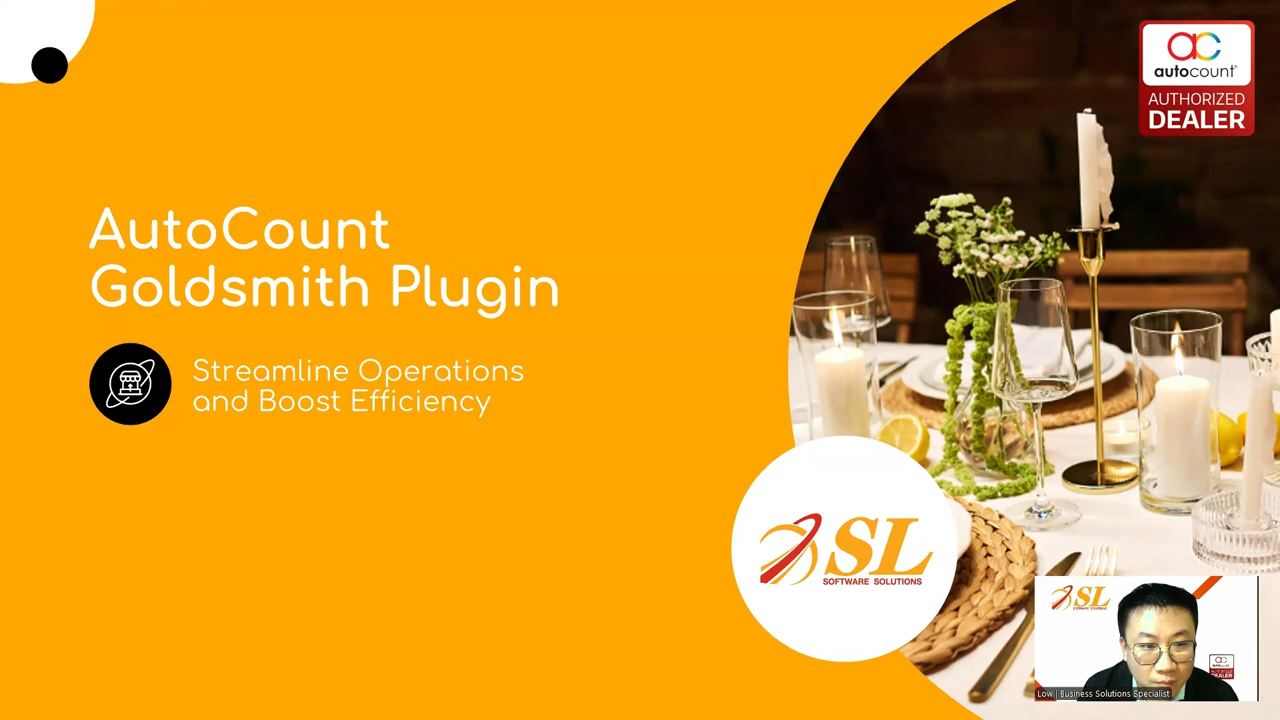 autocount
AUTHORIZED
DEALER
AutoCount
Goldsmith Plugin
Streamline Operations
and Boost Efficiency
SL
SOFTWARE SOLUTIONS
SL
Low | Business Solutions Specialist
DEALER